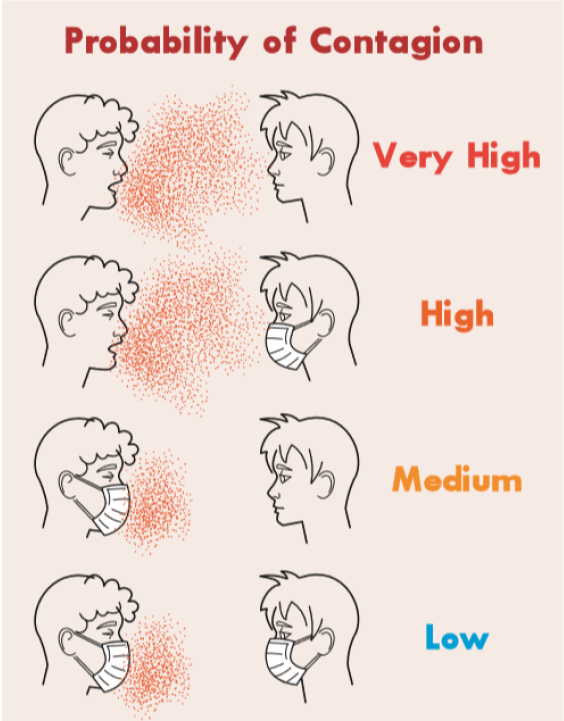 Probability of Contagion
Very High
High
Medium
Low